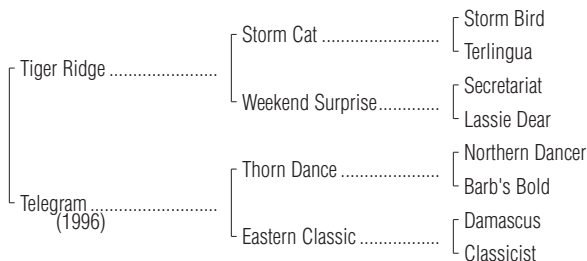 Storm Bird
Storm Cat ........................
Terlingua
Tiger Ridge ......................
Secretariat
Weekend Surprise.............
Lassie Dear
Northern Dancer
Thorn Dance ....................
Barb's Bold
Telegram .........................
(1996)
Damascus
Eastern Classic .................
Classicist